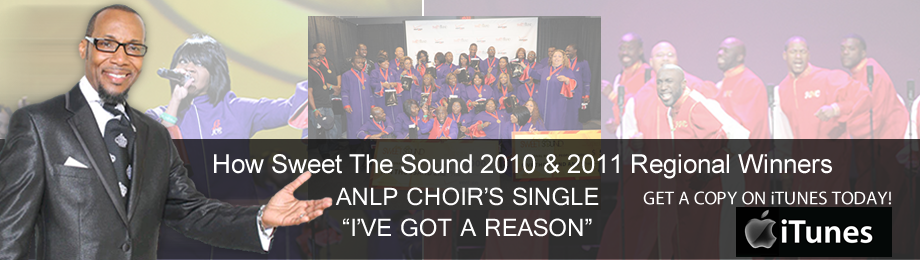 How Sweet The Sound 2010 & 2011 Regional Winners
ANLP CHOIR'S SINGLE
GET A COPY ON iTUNES TODAY!
“I'VE GOT A REASON”
iTunes